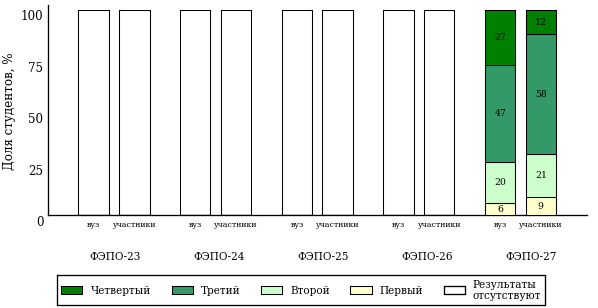 Доля студентов, %
100
75
50
25
0
27
47
20
6
12
58
21
9
вуз участники вуз участники вуз участники вуз участники вуз участники
ФЭПО-23 ФЭПО-24 ФЭПО-25 ФЭПО-26 ФЭПО-27
Четвертый Третий Второй Первый Результаты
отсутствуют